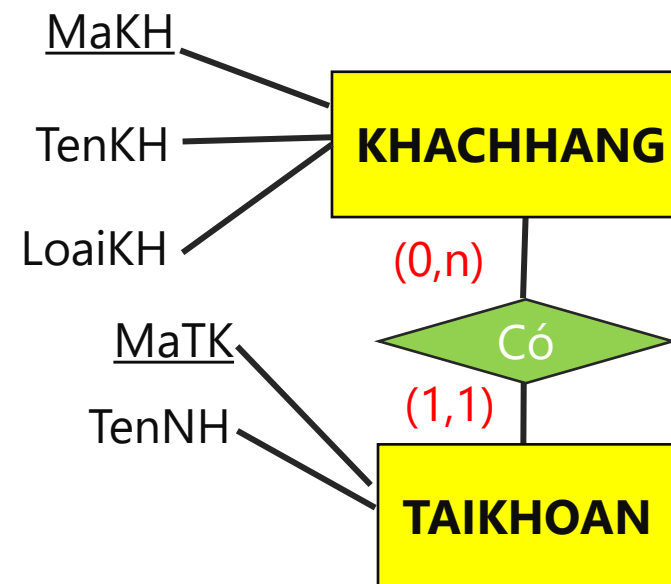 MaKH
TenKH
KHACHHANG
LoaiKH
(0,n)
Có
MaTK
(1,1)
TenNH
TAIKHOAN